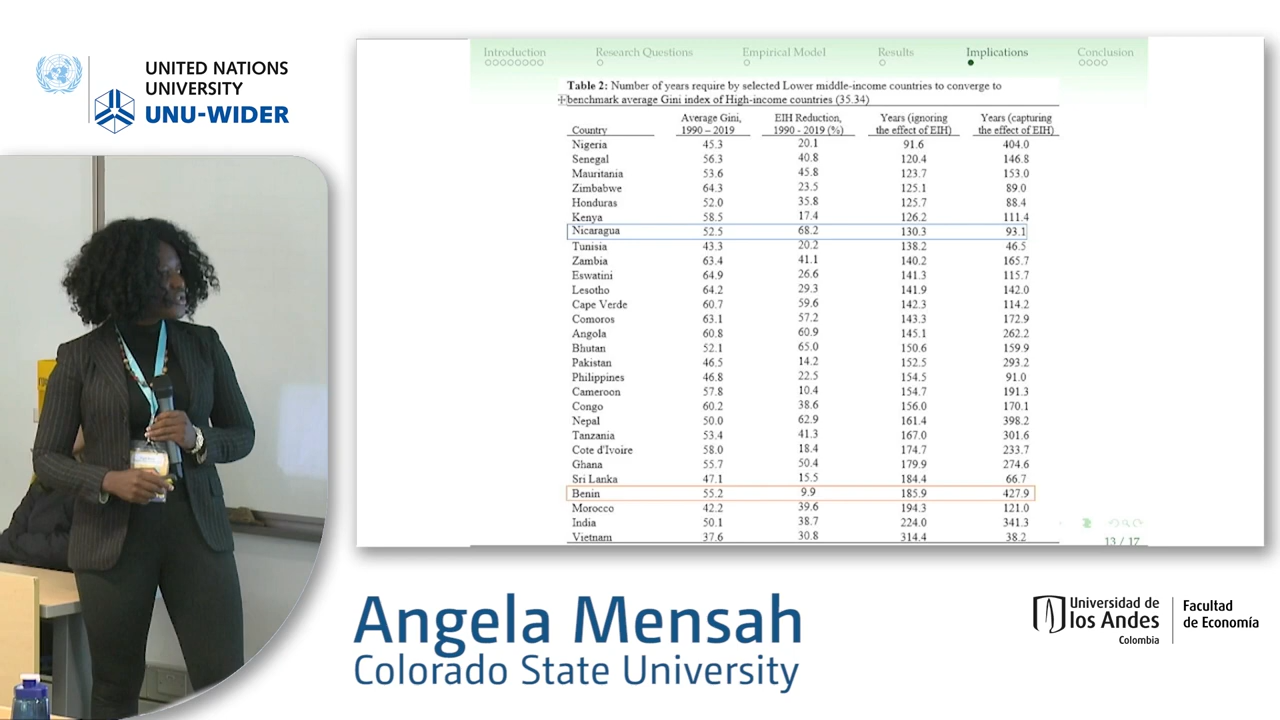 UNITED NATIONS
UNIVERSITY
UNU-WIDER
Introduction Research Questions Empirical Model Results Implications Conclusion
Table 2: Number of years require by selected Lower middle-income countries to converge to
benchmark average Gini index of High-income countries (35.34)
Country Average Gini, 1990 – 2019 EIH Reduction, 1990 - 2019 (%) Years (ignoring the effect of EIH) Years (capturing the effect of EIH)
Nigeria 45.3 20.1 91.6 404.0
Senegal 56.3 40.8 120.4 146.8
Mauritania 53.6 45.8 123.7 153.0
Zimbabwe 64.3 23.5 125.1 89.0
Honduras 52.0 35.8 125.7 88.4
Kenya 58.5 17.4 126.2 111.4
Nicaragua 52.5 68.2 130.3 93.1
Tunisia 43.3 20.2 138.2 46.5
Zambia 63.4 41.1 140.2 165.7
Eswatini 64.9 26.6 141.3 115.7
Lesotho 64.2 29.3 141.9 142.0
Cape Verde 60.7 59.6 142.3 114.2
Comoros 63.1 57.2 143.3 172.9
Angola 60.8 60.9 145.1 262.2
Bhutan 52.1 65.0 150.6 159.9
Pakistan 46.5 14.2 152.5 293.2
Philippines 46.8 22.5 154.5 91.0
Cameroon 57.8 10.4 154.7 191.3
Congo 60.2 38.6 156.0 170.1
Nepal 50.0 62.9 161.4 398.2
Tanzania 53.4 41.3 167.0 301.6
Cote d'Ivoire 58.0 18.4 174.7 233.7
Ghana 55.7 50.4 179.9 274.6
Sri Lanka 47.1 15.5 184.4 66.7
Benin 55.2 9.9 185.9 427.9
Morocco 42.2 39.6 194.3 121.0
India 50.1 38.7 224.0 341.3
Vietnam 37.6 30.8 314.4 38.2
13 / 17
Angela Mensah
Colorado State University
Universidad de
los Andes
Colombia
Facultad
de Economía